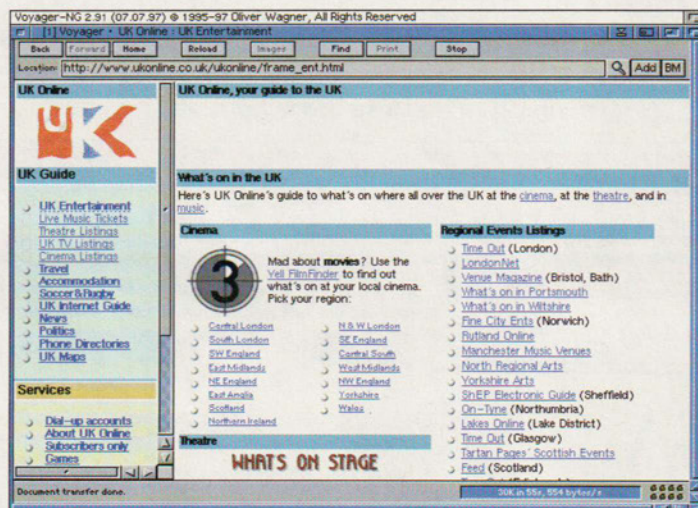 Voyager-NG 2.91 (07.07.97) © 1995-97 Oliver Wagner, All Rights Reserved
[1] Voyager • UK Online : UK Entertainment
Back Forward Home Reload Images Find Print Stop
Location: http://www.ukonline.co.uk/ukonline/frame_ent.html Add BM
UK Online
UK
UK Guide
UK Entertainment
Live Music Tickets
Theatre Listings
UK TV Listings
Cinema Listings
Travel
Accommodation
Soccer&Rugby
UK Internet Guide
News
Politics
Phone Directories
UK Maps
Services
Dial-up accounts
About UK Online
Subscribers only
Games
UK Online, your guide to the UK
What's on in the UK
Here's UK Online's guide to what's on where all over the UK at the cinema, at the theatre, and in
music.
Cinema
3
Mad about movies? Use the
Yell FilmFinder to find out
what's on at your local cinema.
Pick your region:
Central London
South London
SW England
East Midlands
NE England
East Anglia
Scotland
Northern Ireland
N & W London
SE England
Central South
West Midlands
NW England
Yorkshire
Wales
Theatre
WHATS ON STAGE
Regional Events Listings
Time Out (London)
LondonNet
Venue Magazine (Bristol, Bath)
What's on in Portsmouth
What's on in Wiltshire
Fine City Ents (Norwich)
Rutland Online
Manchester Music Venues
North Regional Arts
Yorkshire Arts
ShEP Electronic Guide (Sheffield)
On-Tyne (Northumbria)
Lakes Online (Lake District)
Time Out (Glasgow)
Tartan Pages' Scottish Events
Feed (Scotland)
Document transfer done.
30K in 55s, 554 bytes/s